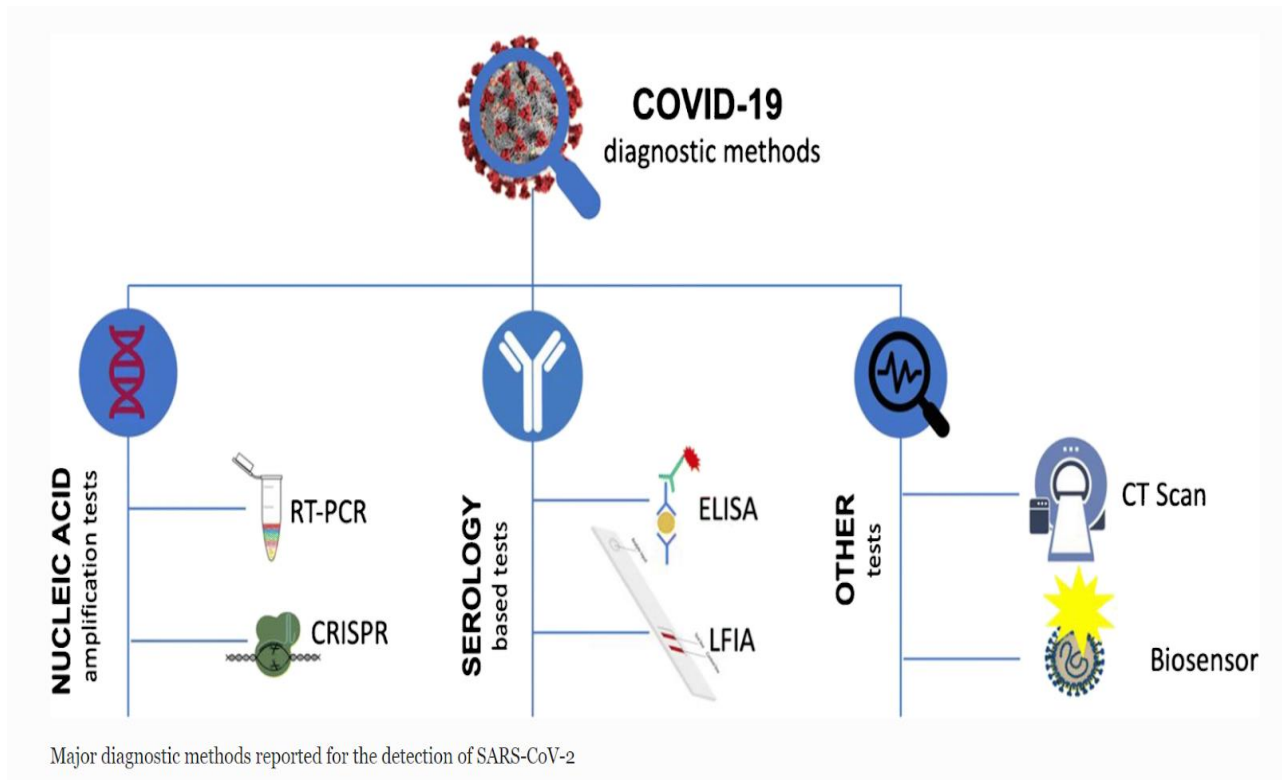 COVID-19
diagnostic methods
NUCLEIC ACID
amplification tests
RT-PCR
CRISPR
SEROLOGY
based tests
ELISA
LFIA
OTHER
tests
CT Scan
Biosensor
Major diagnostic methods reported for the detection of SARS-CoV-2